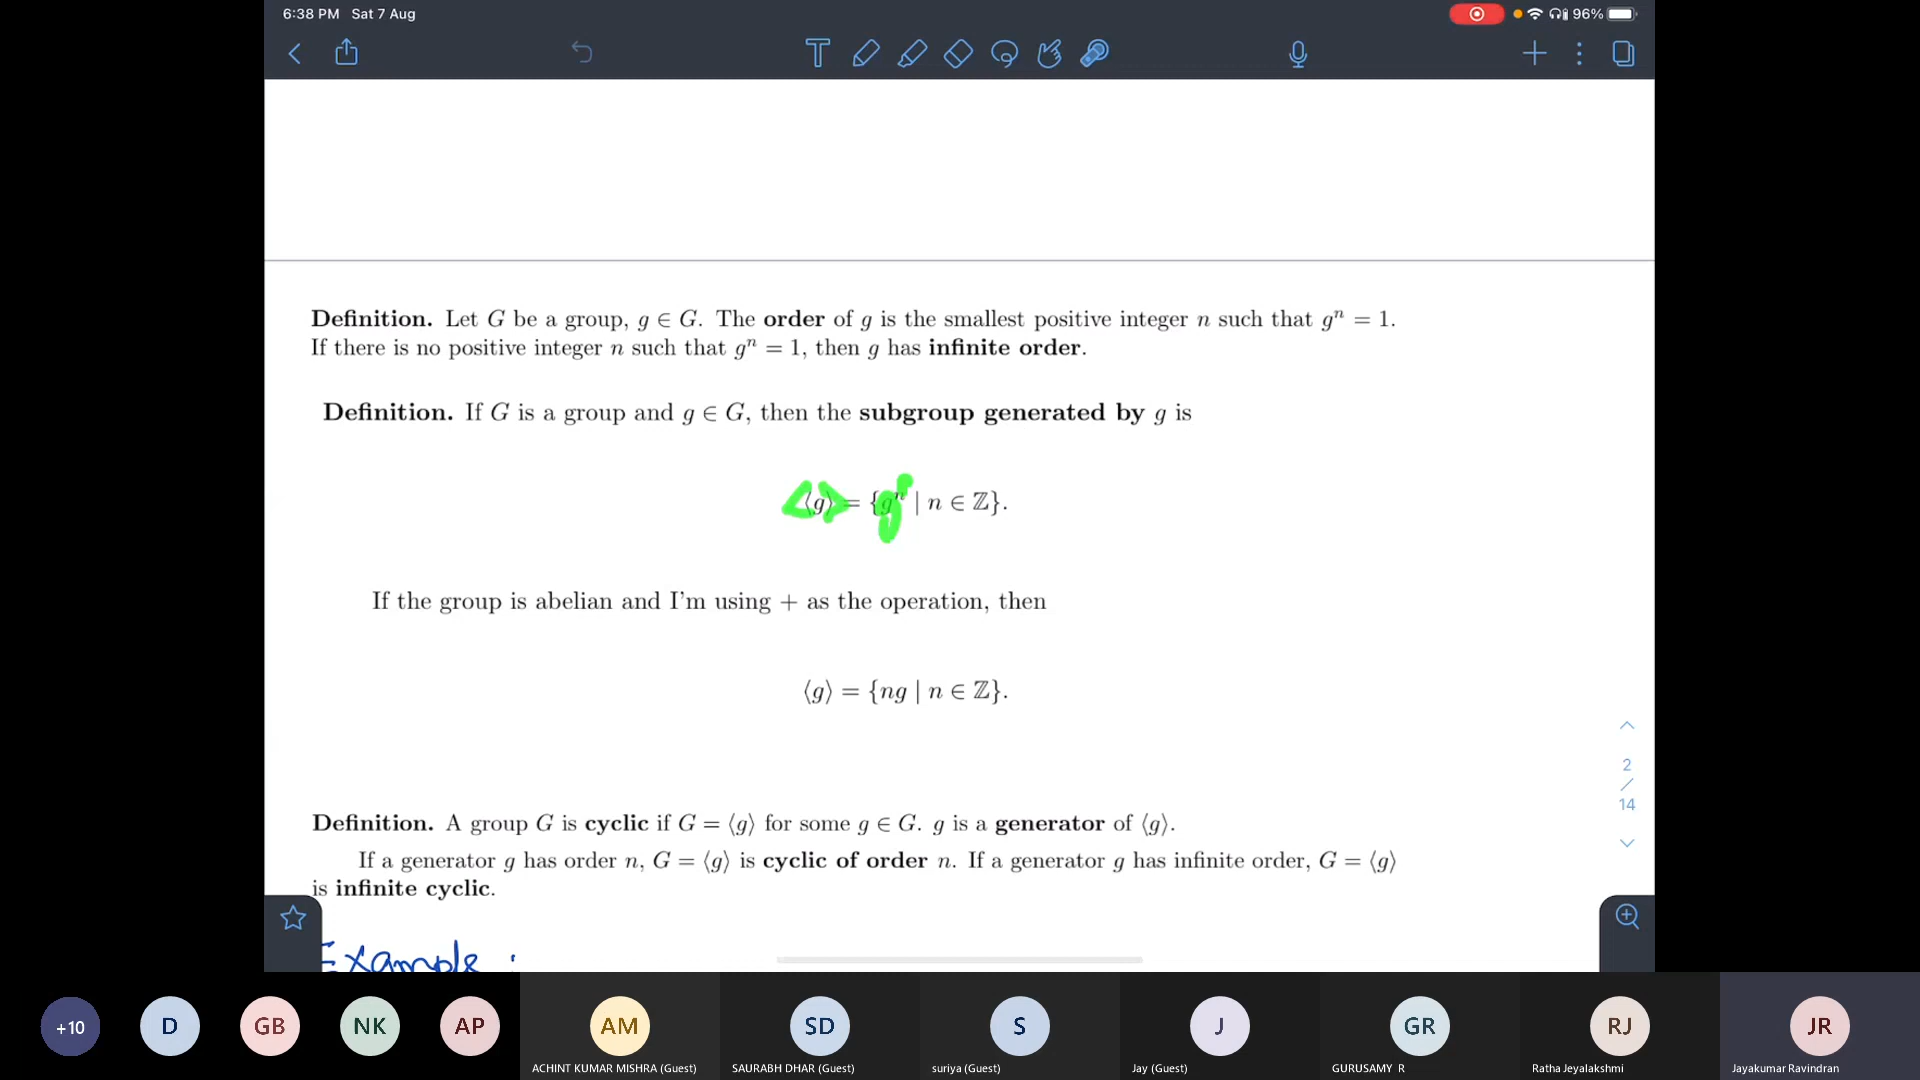 6:38 PM Sat 7 Aug
96%
Definition. Let G be a group, g ∈ G. The order of g is the smallest positive integer n such that gⁿ = 1.
If there is no positive integer n such that gⁿ = 1, then g has infinite order.
Definition. If G is a group and g ∈ G, then the subgroup generated by g is
⟨g⟩ = {gⁿ | n ∈ ℤ}.
If the group is abelian and I'm using + as the operation, then
⟨g⟩ = {ng | n ∈ ℤ}.
2
/
14
Definition. A group G is cyclic if G = ⟨g⟩ for some g ∈ G. g is a generator of ⟨g⟩.
If a generator g has order n, G = ⟨g⟩ is cyclic of order n. If a generator g has infinite order, G = ⟨g⟩
is infinite cyclic.
Example :
+10 D GB NK AP AM SD S J GR RJ JR
ACHINT KUMAR MISHRA (Guest) SAURABH DHAR (Guest) suriya (Guest) Jay (Guest) GURUSAMY R Ratha Jeyalakshmi Jayakumar Ravindran